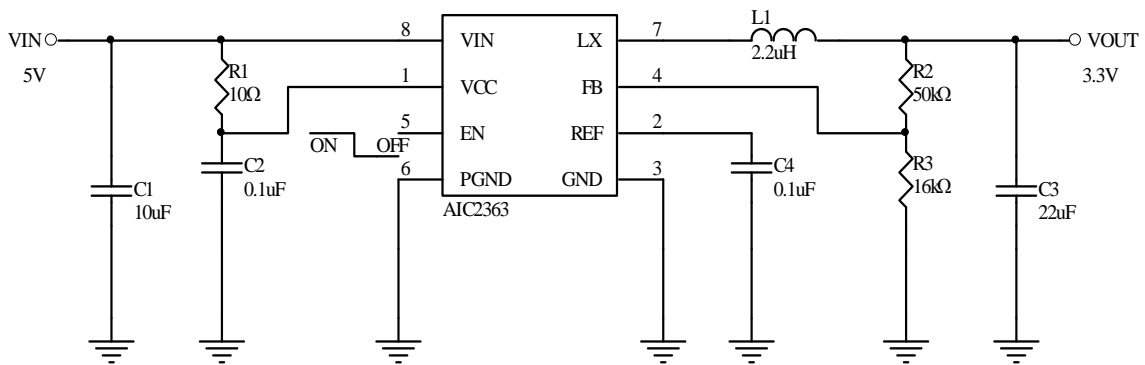 VIN
5V
R1
10Ω
C1
10uF
C2
0.1uF
ON
OFF
8
1
5
6
VIN
VCC
EN
PGND
LX
FB
REF
GND
AIC2363
7
4
2
3
L1
2.2uH
C4
0.1uF
R2
50kΩ
R3
16kΩ
C3
22uF
VOUT
3.3V